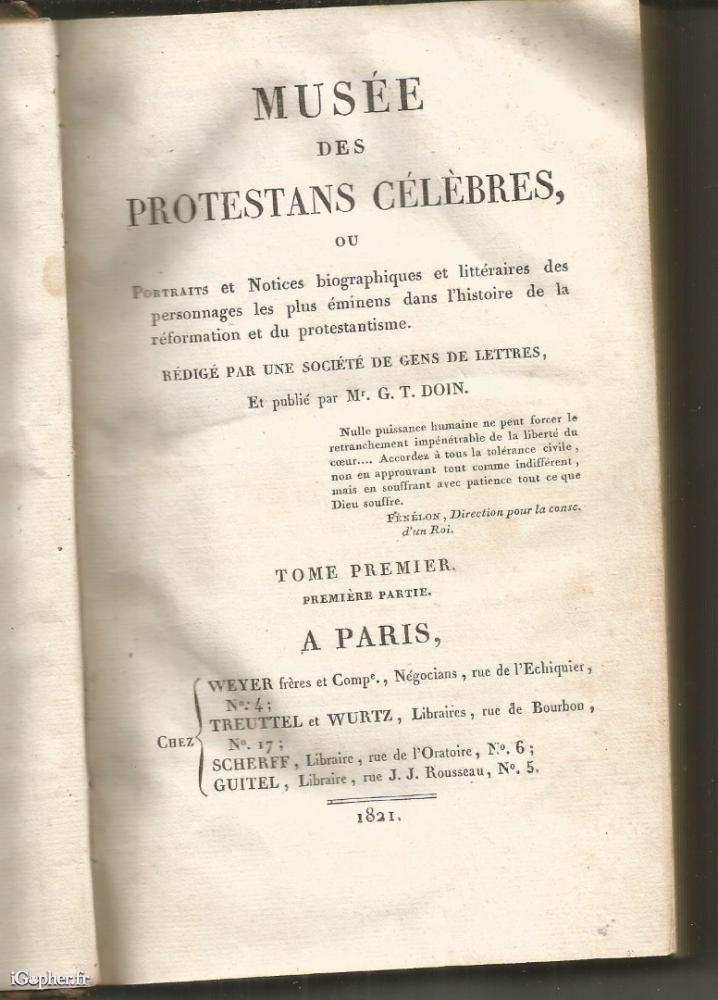 MUSÉE
DES
PROTESTANS CÉLÈBRES,
OU
PORTRAITS et Notices biographiques et littéraires des
personnages les plus éminens dans l'histoire de la
réformation et du protestantisme.
RÉDIGÉ PAR UNE SOCIÉTÉ DE GENS DE LETTRES,
Et publié par Mr. G. T. DOIN.
Nulle puissance humaine ne peut forcer le
retranchement impénétrable de la liberté du
cœur.... Accordez à tous la tolérance civile,
non en approuvant tout comme indifférent,
mais en souffrant avec patience tout ce que
Dieu souffre.
FÉNÉLON, Direction pour la consc.
d'un Roi.
TOME PREMIER.
PREMIÈRE PARTIE.
A PARIS,
CHEZ
WEYER frères et Compe., Négocians, rue de l'Echiquier,
No. 4;
TREUTTEL et WURTZ, Libraires, rue de Bourbon,
No. 17;
SCHERFF, Libraire, rue de l'Oratoire, No. 6;
GUITEL, Libraire, rue J. J. Rousseau, No. 5.
1821.
iGopher.fr